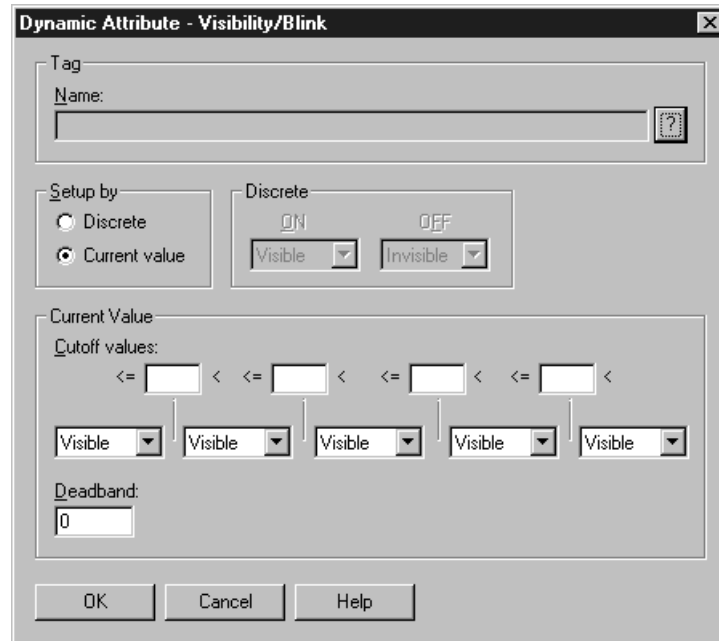 Dynamic Attribute - Visibility/Blink
Tag
Name:
?
Setup by
Discrete
Current value
Discrete
ON OFF
Visible Invisible
Current Value
Cutoff values:
<= < <= < <= < <= <
Visible Visible Visible Visible Visible
Deadband:
0
OK Cancel Help